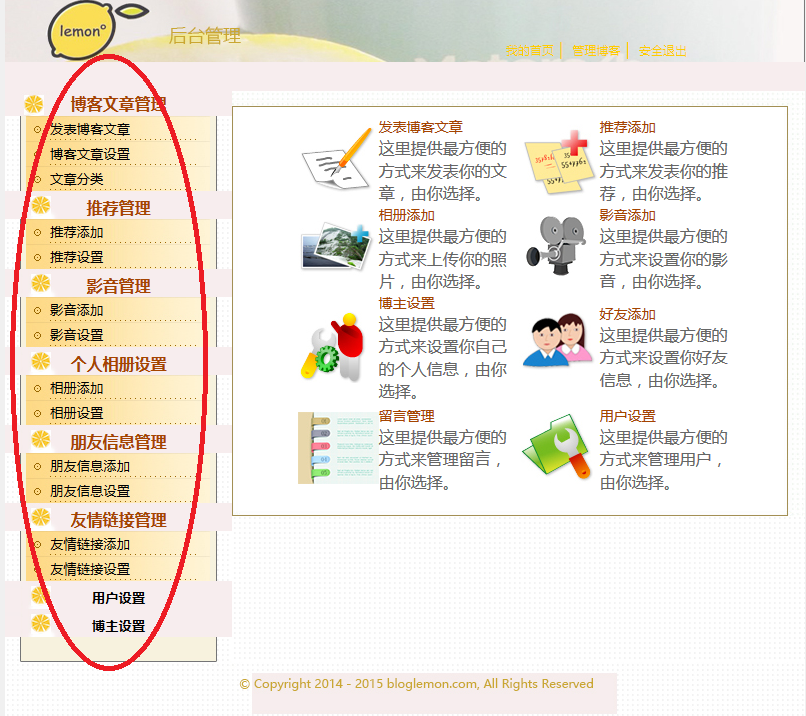 lemon°
后台管理
我的首页 | 管理博客 | 安全退出
博客文章管理
发表博客文章
博客文章设置
文章分类
推荐管理
推荐添加
推荐设置
影音管理
影音添加
影音设置
个人相册设置
相册添加
相册设置
朋友信息管理
朋友信息添加
朋友信息设置
友情链接管理
友情链接添加
友情链接设置
用户设置
博主设置
发表博客文章
这里提供最方便的
方式来发表你的文
章，由你选择。
推荐添加
这里提供最方便的
方式来发表你的推
荐，由你选择。
相册添加
这里提供最方便的
方式来上传你的照
片，由你选择。
影音添加
这里提供最方便的
方式来设置你的影
音，由你选择。
博主设置
这里提供最方便的
方式来设置你自己
的个人信息，由你
选择。
好友添加
这里提供最方便的
方式来设置你好友
信息，由你选择。
留言管理
这里提供最方便的
方式来管理留言，
由你选择。
用户设置
这里提供最方便的
方式来管理用户，
由你选择。
© Copyright 2014 - 2015 bloglemon.com, All Rights Reserved